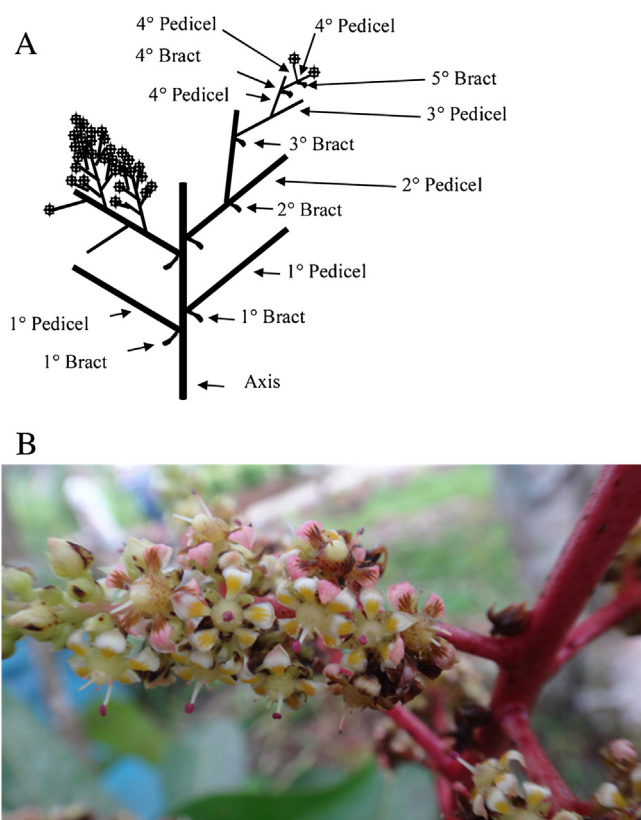 A
4° Pedicel
4° Pedicel
4° Bract
5° Bract
4° Pedicel
3° Pedicel
3° Bract
2° Pedicel
2° Bract
1° Pedicel
1° Pedicel
1° Bract
1° Bract
Axis
B